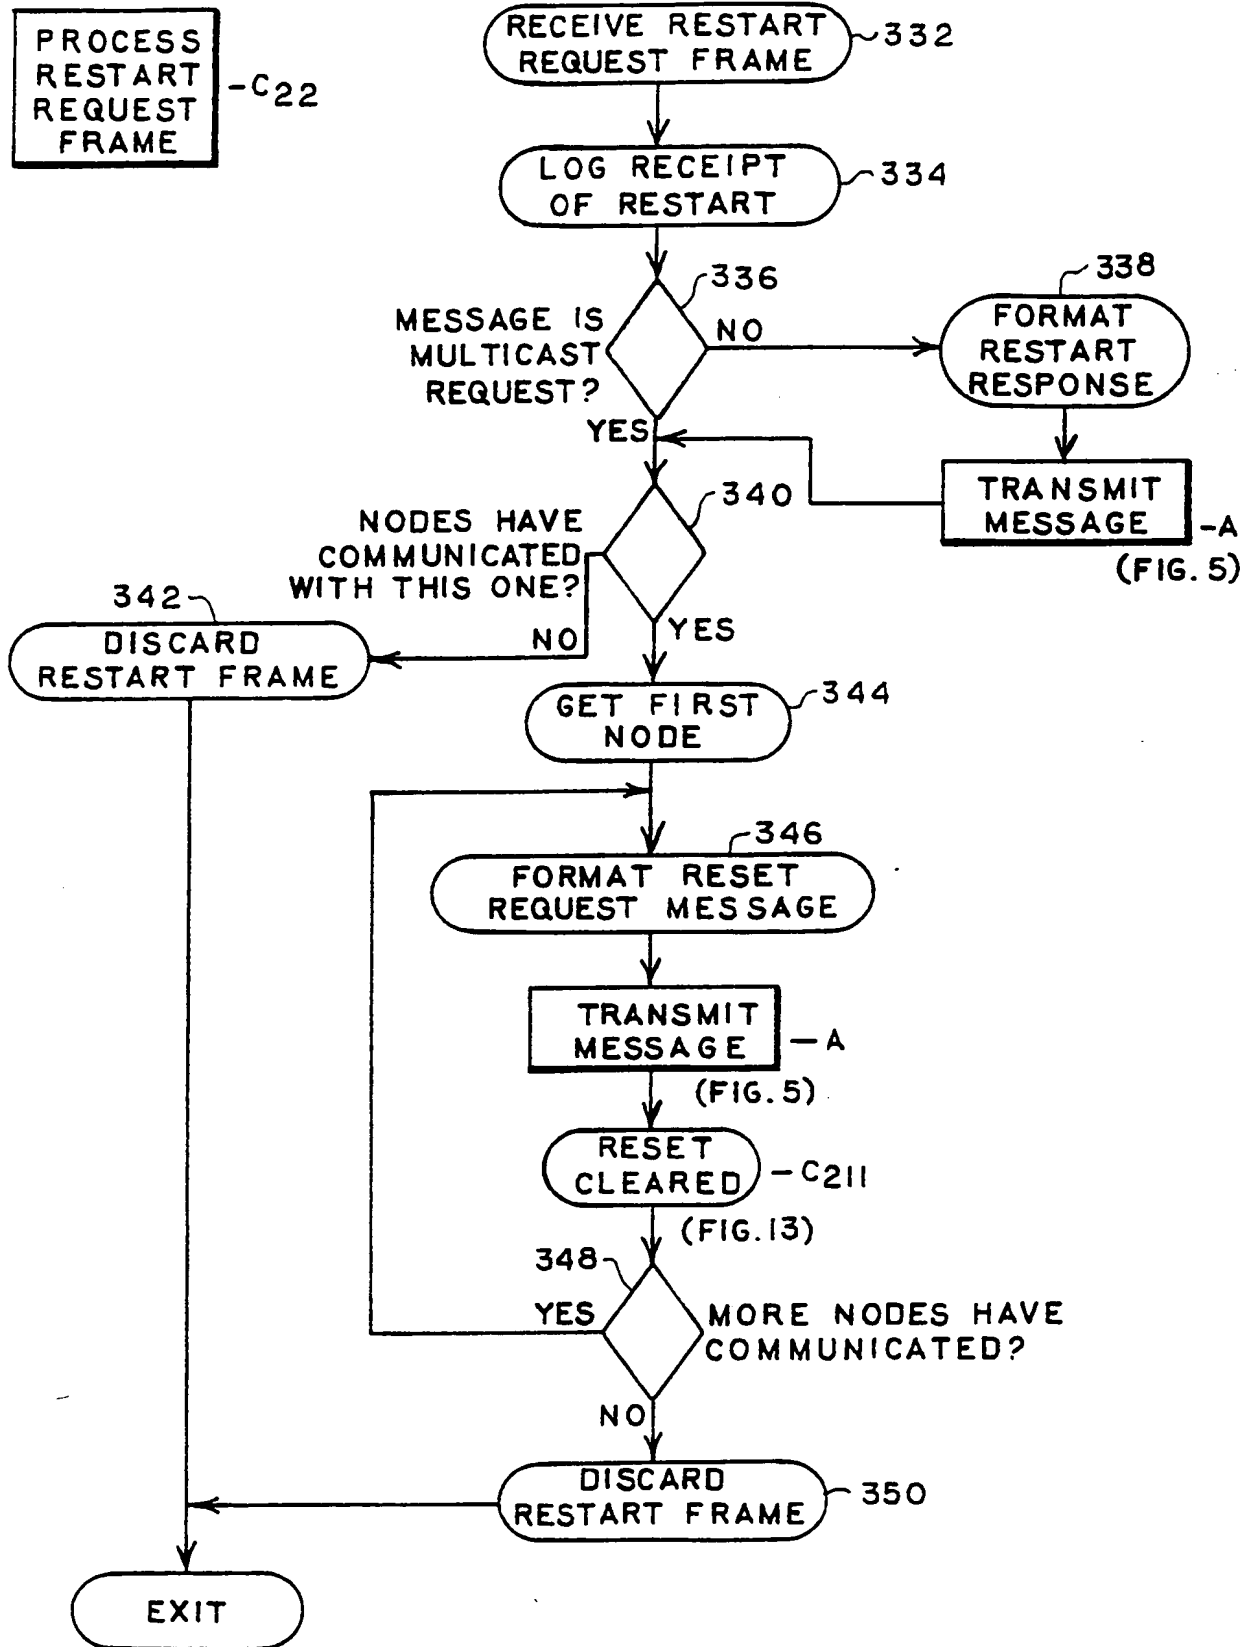 PROCESS
RESTART
REQUEST
FRAME
-C22
RECEIVE RESTART
REQUEST FRAME
332
LOG RECEIPT
OF RESTART
334
336
MESSAGE IS
MULTICAST
REQUEST?
NO
338
FORMAT
RESTART
RESPONSE
YES
TRANSMIT
MESSAGE
-A
(FIG. 5)
340
NODES HAVE
COMMUNICATED
WITH THIS ONE?
342
NO
YES
DISCARD
RESTART FRAME
GET FIRST
NODE
344
346
FORMAT RESET
REQUEST MESSAGE
TRANSMIT
MESSAGE
-A
(FIG. 5)
RESET
CLEARED
-C211
(FIG. 13)
348
YES
MORE NODES HAVE
COMMUNICATED?
NO
DISCARD
RESTART FRAME
350
EXIT